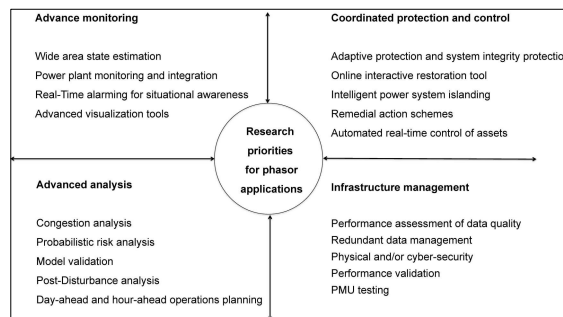 Advance monitoring
Wide area state estimation
Power plant monitoring and integration
Real-Time alarming for situational awareness
Advanced visualization tools
Coordinated protection and control
Adaptive protection and system integrity protection
Online interactive restoration tool
Intelligent power system islanding
Remedial action schemes
Automated real-time control of assets
Research
priorities
for phasor
applications
Advanced analysis
Congestion analysis
Probabilistic risk analysis
Model validation
Post-Disturbance analysis
Day-ahead and hour-ahead operations planning
Infrastructure management
Performance assessment of data quality
Redundant data management
Physical and/or cyber-security
Performance validation
PMU testing